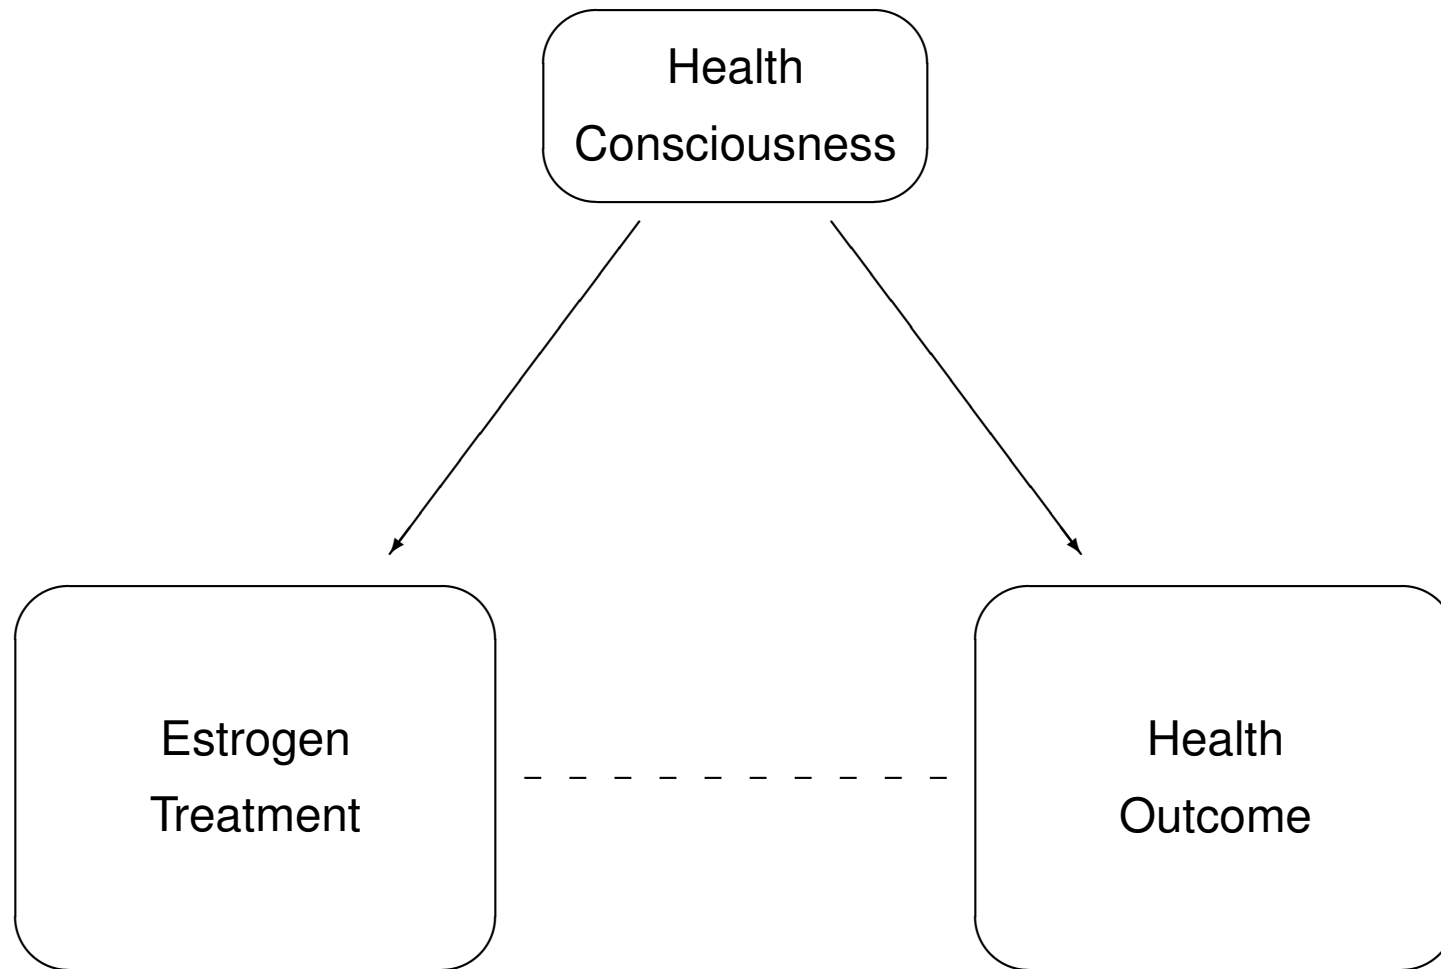 Health
Consciousness
Estrogen
Treatment
Health
Outcome